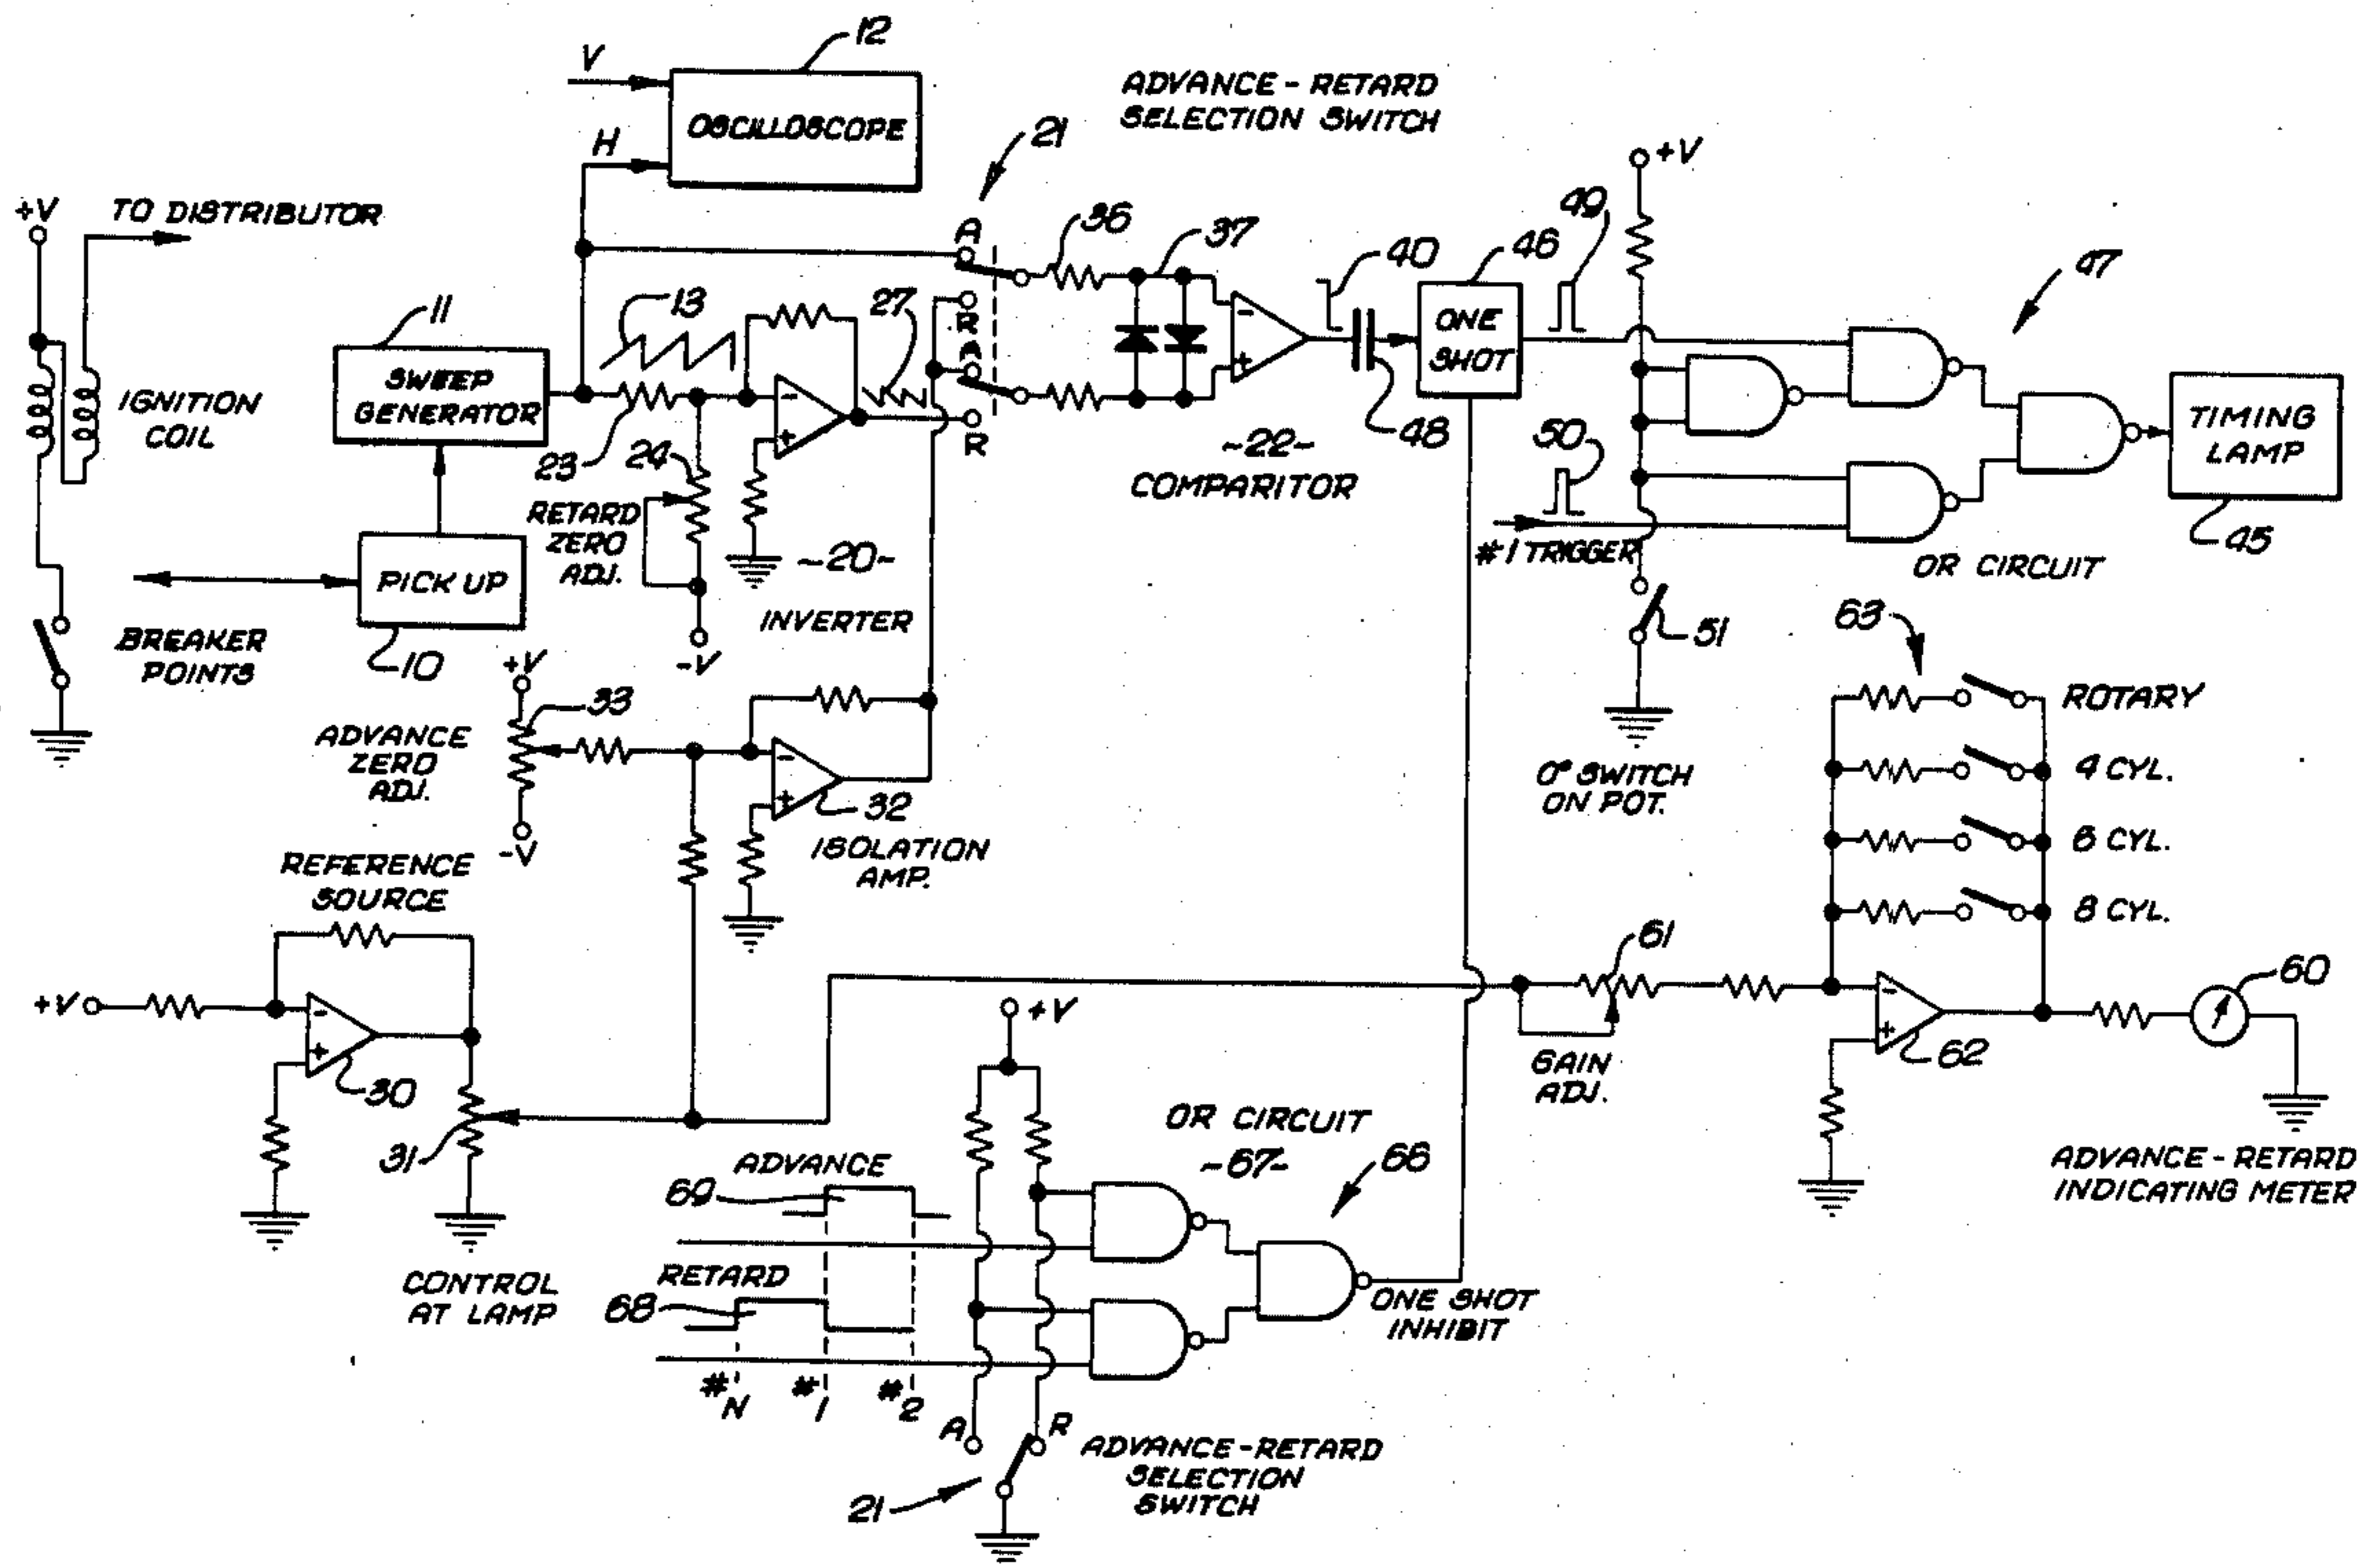 12
V
OSCILLOSCOPE
H
ADVANCE - RETARD
SELECTION SWITCH
21
+V
TO DISTRIBUTOR
+V
A
36
37
40
46
49
47
11
13
27
R
A
ONE
SHOT
SWEEP
GENERATOR
IGNITION
COIL
-
+
-
+
R
48
-22-
COMPARITOR
50
TIMING
LAMP
23
24
RETARD
ZERO
ADJ.
-20-
INVERTER
#1 TRIGGER
45
OR CIRCUIT
PICK UP
10
BREAKER
POINTS
-V
51
63
+V
33
ADVANCE
ZERO
ADJ.
-V
-
+
32
ISOLATION
AMP.
0° SWITCH
ON POT.
ROTARY
4 CYL.
6 CYL.
8 CYL.
REFERENCE
SOURCE
+V
-
+
30
31
+V
61
GAIN
ADJ.
-
+
62
60
ADVANCE - RETARD
INDICATING METER
CONTROL
AT LAMP
ADVANCE
69
OR CIRCUIT
-67-
66
RETARD
68
ONE SHOT
INHIBIT
#N
#1
#2
A
R
ADVANCE-RETARD
SELECTION
SWITCH
21